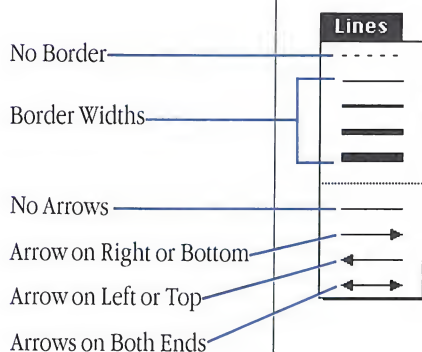 Lines
No Border
Border Widths
No Arrows
Arrow on Right or Bottom
Arrow on Left or Top
Arrows on Both Ends